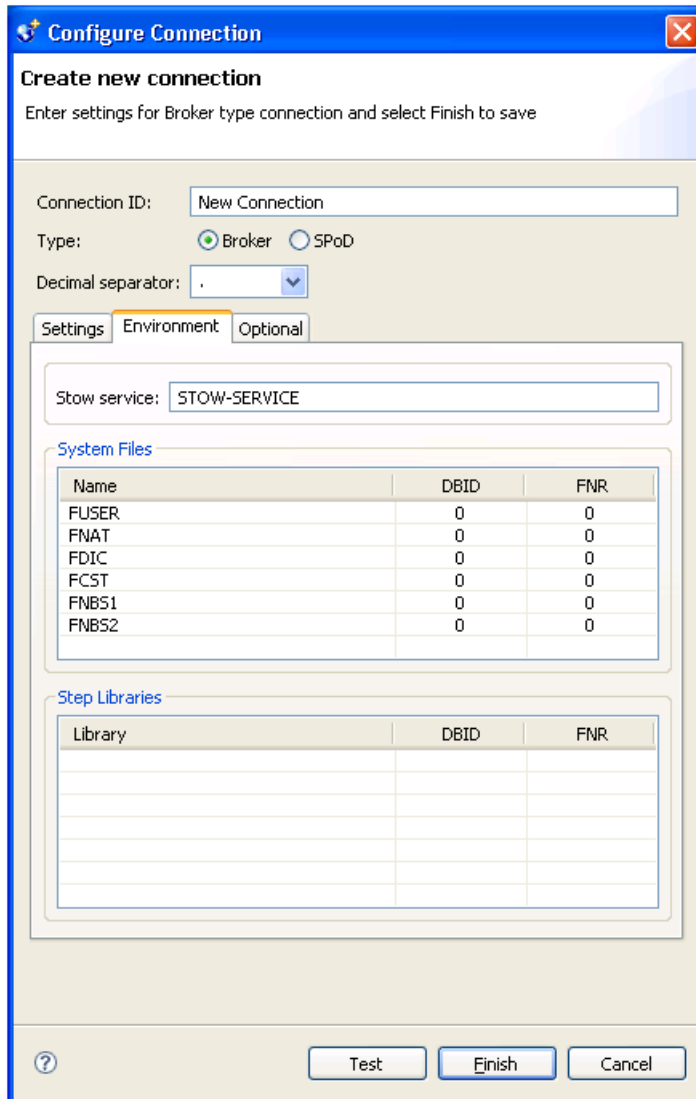 Configure Connection
Create new connection
Enter settings for Broker type connection and select Finish to save
Connection ID: New Connection
Type: Broker SPoD
Decimal separator: .
Settings Environment Optional
Stow service: STOW-SERVICE
System Files
Name DBID FNR
FUSER 0 0
FNAT 0 0
FDIC 0 0
FCST 0 0
FNBS1 0 0
FNBS2 0 0
Step Libraries
Library DBID FNR
? Test Finish Cancel